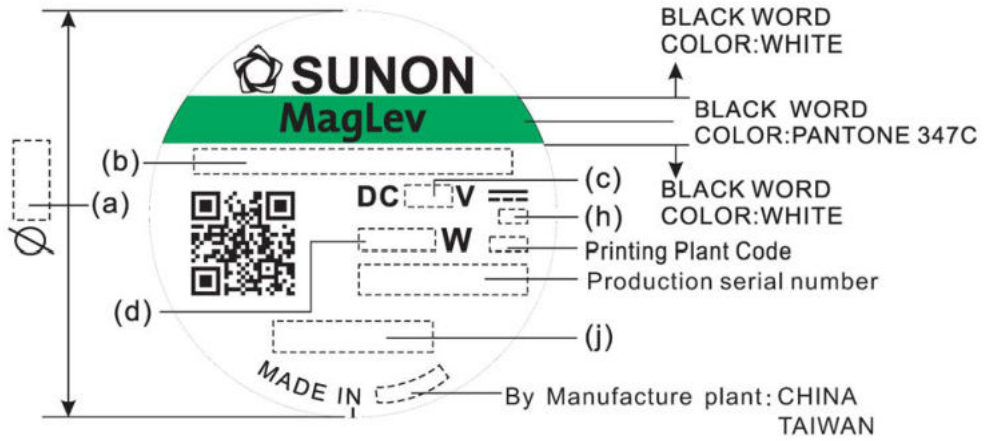 BLACK WORD
COLOR:WHITE
SUNON
MagLev
BLACK WORD
COLOR:PANTONE 347C
(b)
(c)
(a)
DC V
BLACK WORD
COLOR:WHITE
(h)
Ø
W
Printing Plant Code
Production serial number
(d)
(j)
MADE IN
By Manufacture plant: CHINA
TAIWAN